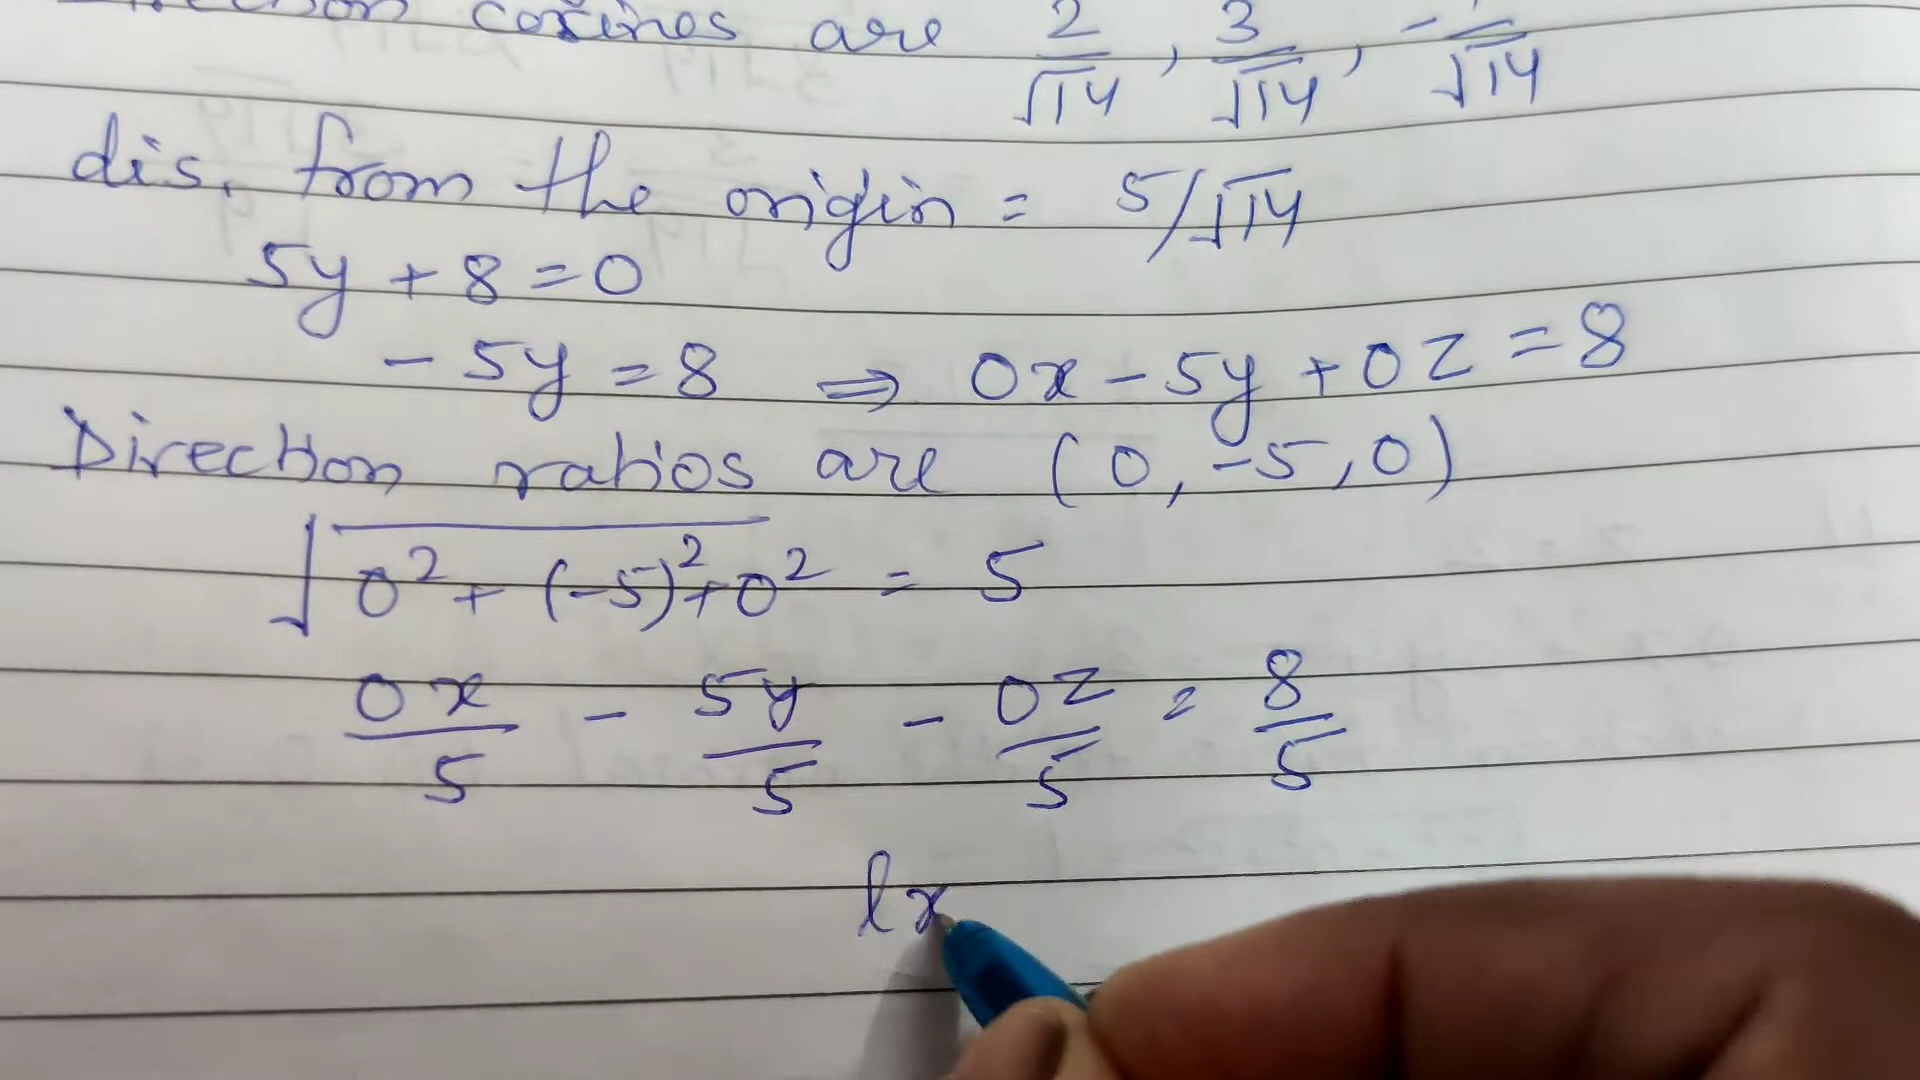 cosines are 2/√14, 3/√14, -1/√14
dis. from the origin = 5/√14
5y + 8 = 0
- 5y = 8 ⇒ 0x - 5y + 0z = 8
Direction ratios are (0, -5, 0)
√0² + (-5)² + 0² = 5
0x/5 - 5y/5 - 0z/5 = 8/5
lx